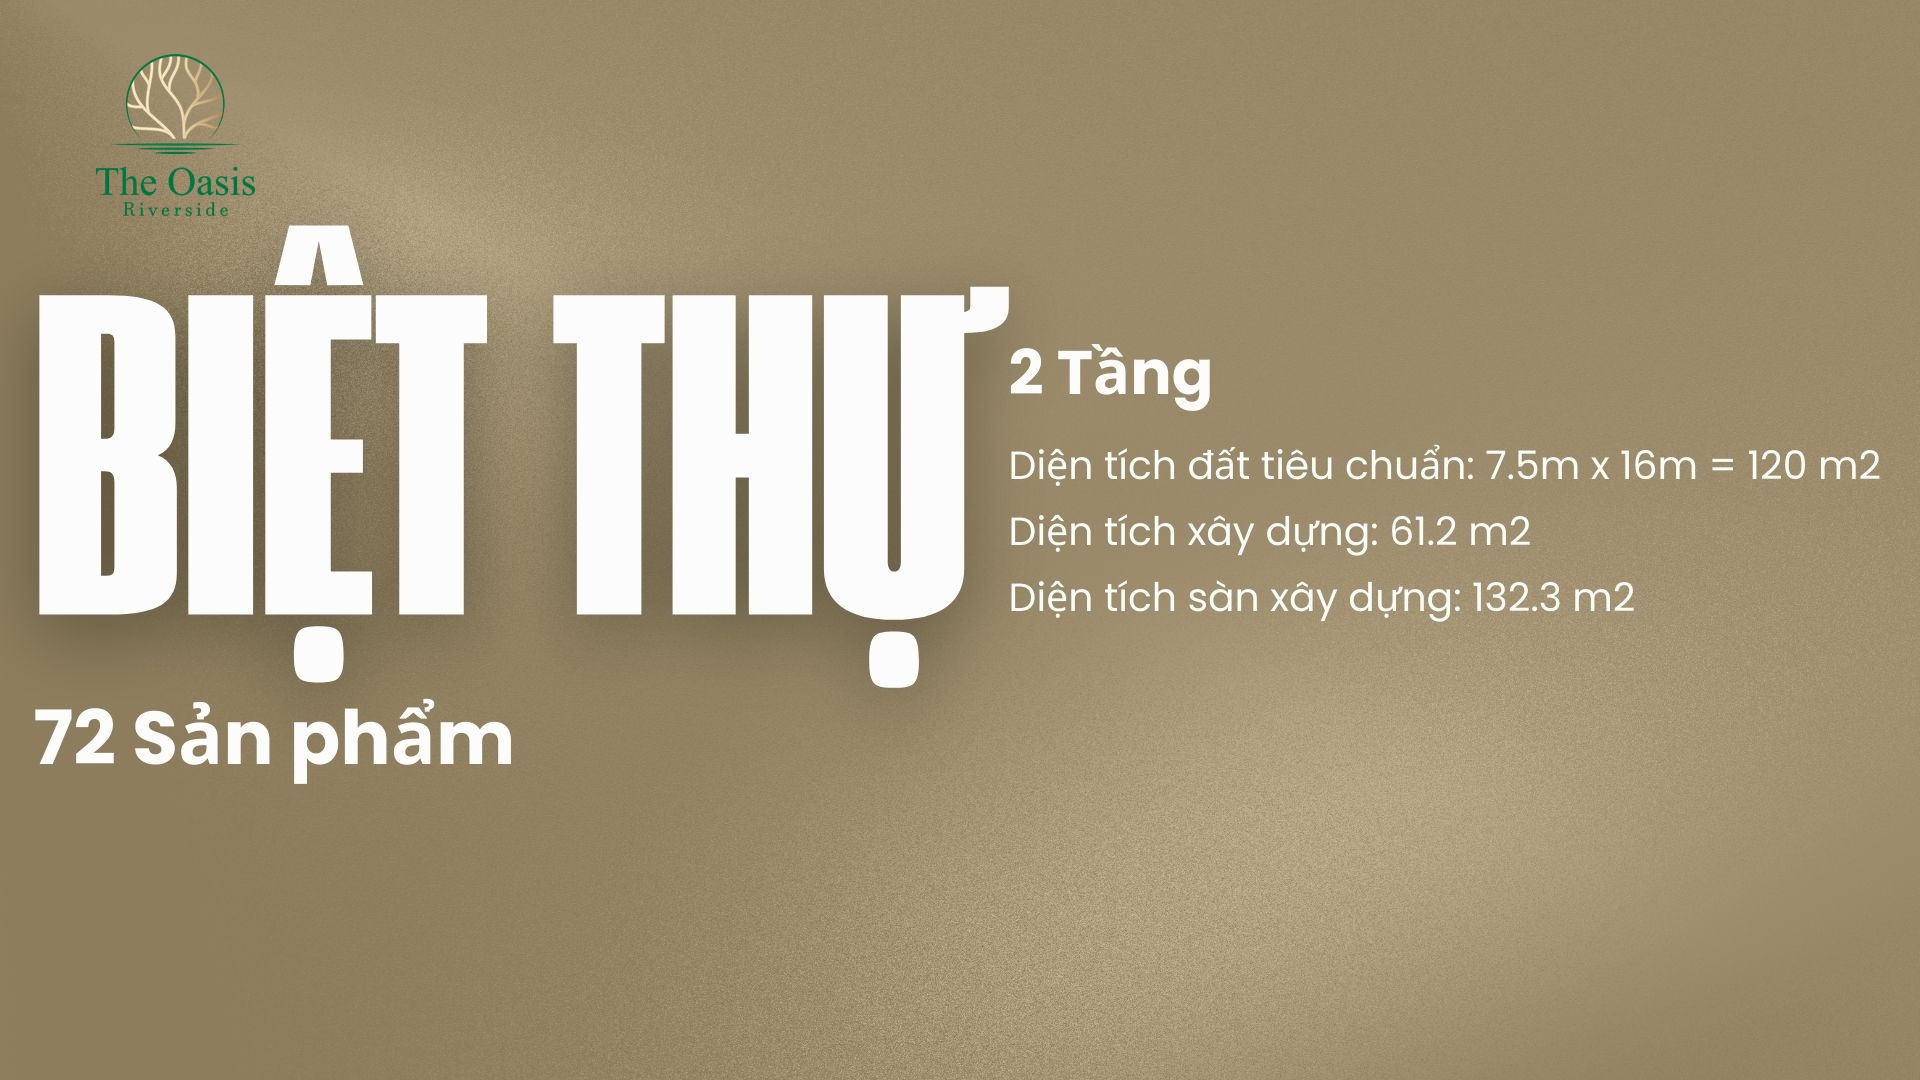 The Oasis
Riverside
BIỆT THỰ
2 Tầng
Diện tích đất tiêu chuẩn: 7.5m x 16m = 120 m2
Diện tích xây dựng: 61.2 m2
Diện tích sàn xây dựng: 132.3 m2
72 Sản phẩm